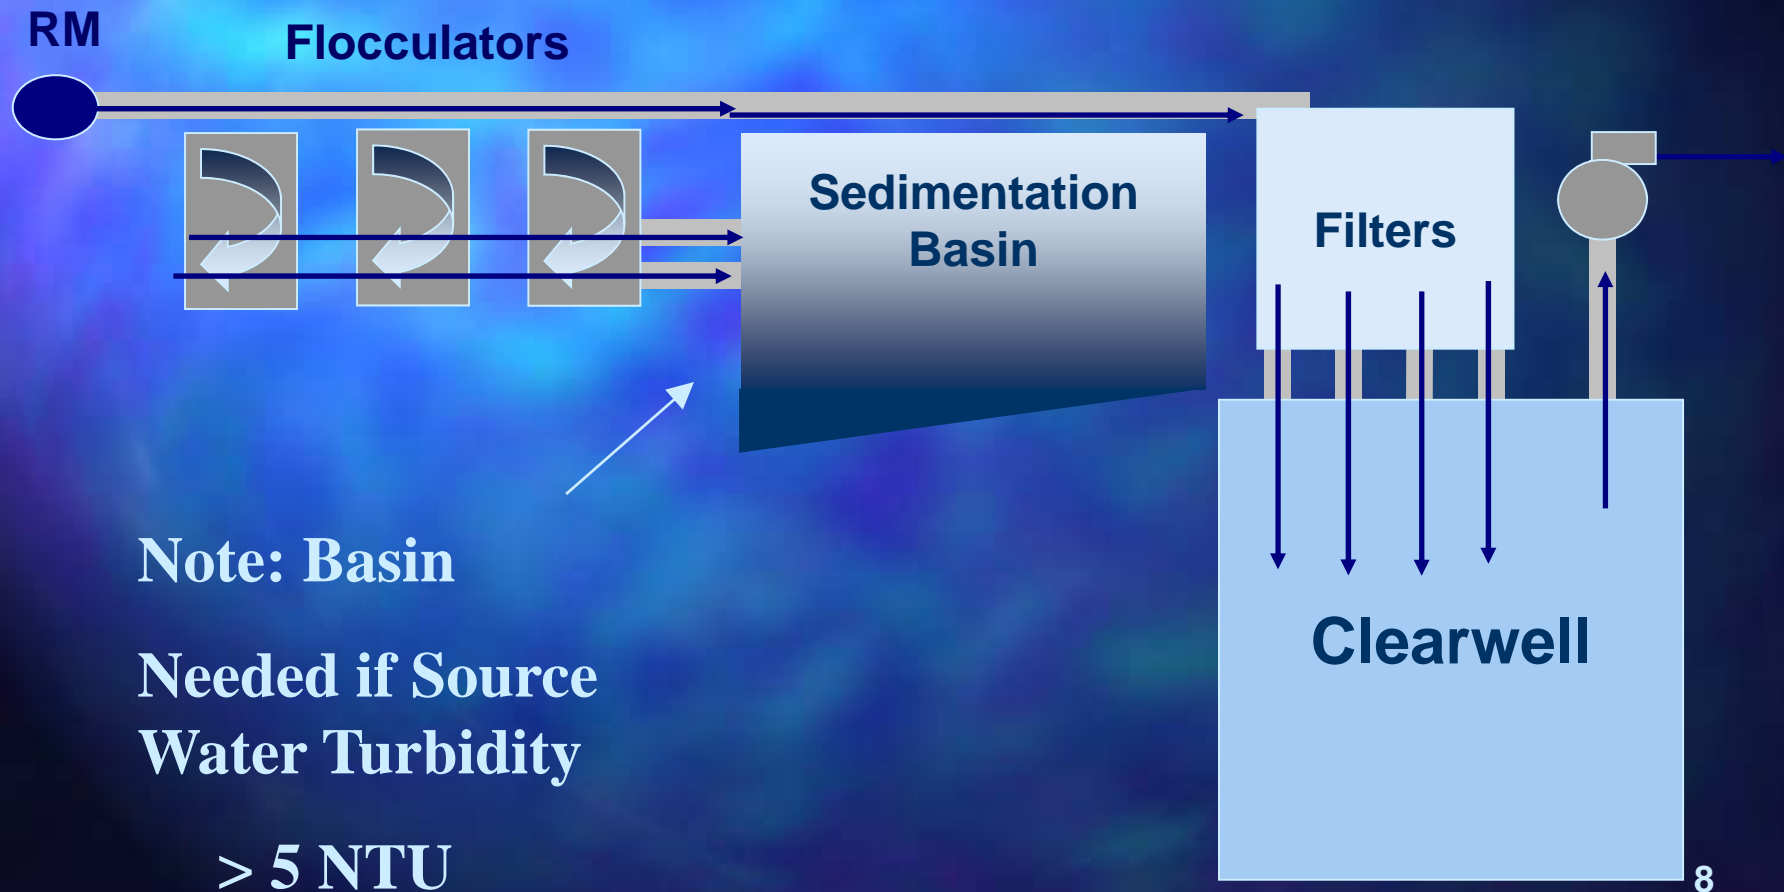 RM
Flocculators
Sedimentation
Basin
Filters
Clearwell
Note: Basin
Needed if Source
Water Turbidity
> 5 NTU
8